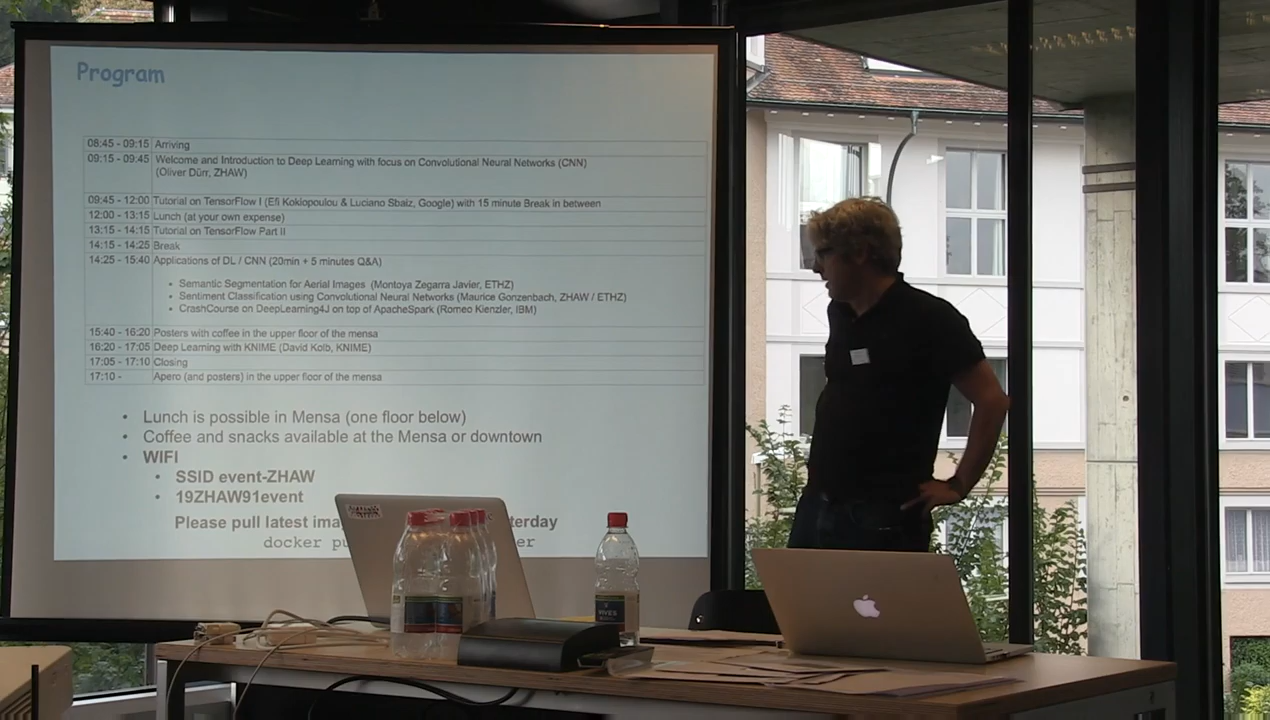 Program
08:45 - 09:15 Arriving
09:15 - 09:45 Welcome and Introduction to Deep Learning with focus on Convolutional Neural Networks (CNN)
(Oliver Dürr, ZHAW)
09:45 - 12:00 Tutorial on TensorFlow I (Efi Kokiopoulou & Luciano Sbaiz, Google) with 15 minute Break in between
12:00 - 13:15 Lunch (at your own expense)
13:15 - 14:15 Tutorial on TensorFlow Part II
14:15 - 14:25 Break
14:25 - 15:40 Applications of DL / CNN (20min + 5 minutes Q&A)
• Semantic Segmentation for Aerial Images (Montoya Zegarra Javier, ETHZ)
• Sentiment Classification using Convolutional Neural Networks (Maurice Gonzenbach, ZHAW / ETHZ)
• CrashCourse on DeepLearning4J on top of ApacheSpark (Romeo Kienzler, IBM)
15:40 - 16:20 Posters with coffee in the upper floor of the mensa
16:20 - 17:05 Deep Learning with KNIME (David Kolb, KNIME)
17:05 - 17:10 Closing
17:10 - Apero (and posters) in the upper floor of the mensa
• Lunch is possible in Mensa (one floor below)
• Coffee and snacks available at the Mensa or downtown
• WIFI
• SSID event-ZHAW
• 19ZHAW91event
Please pull latest ima terday
docker pu er